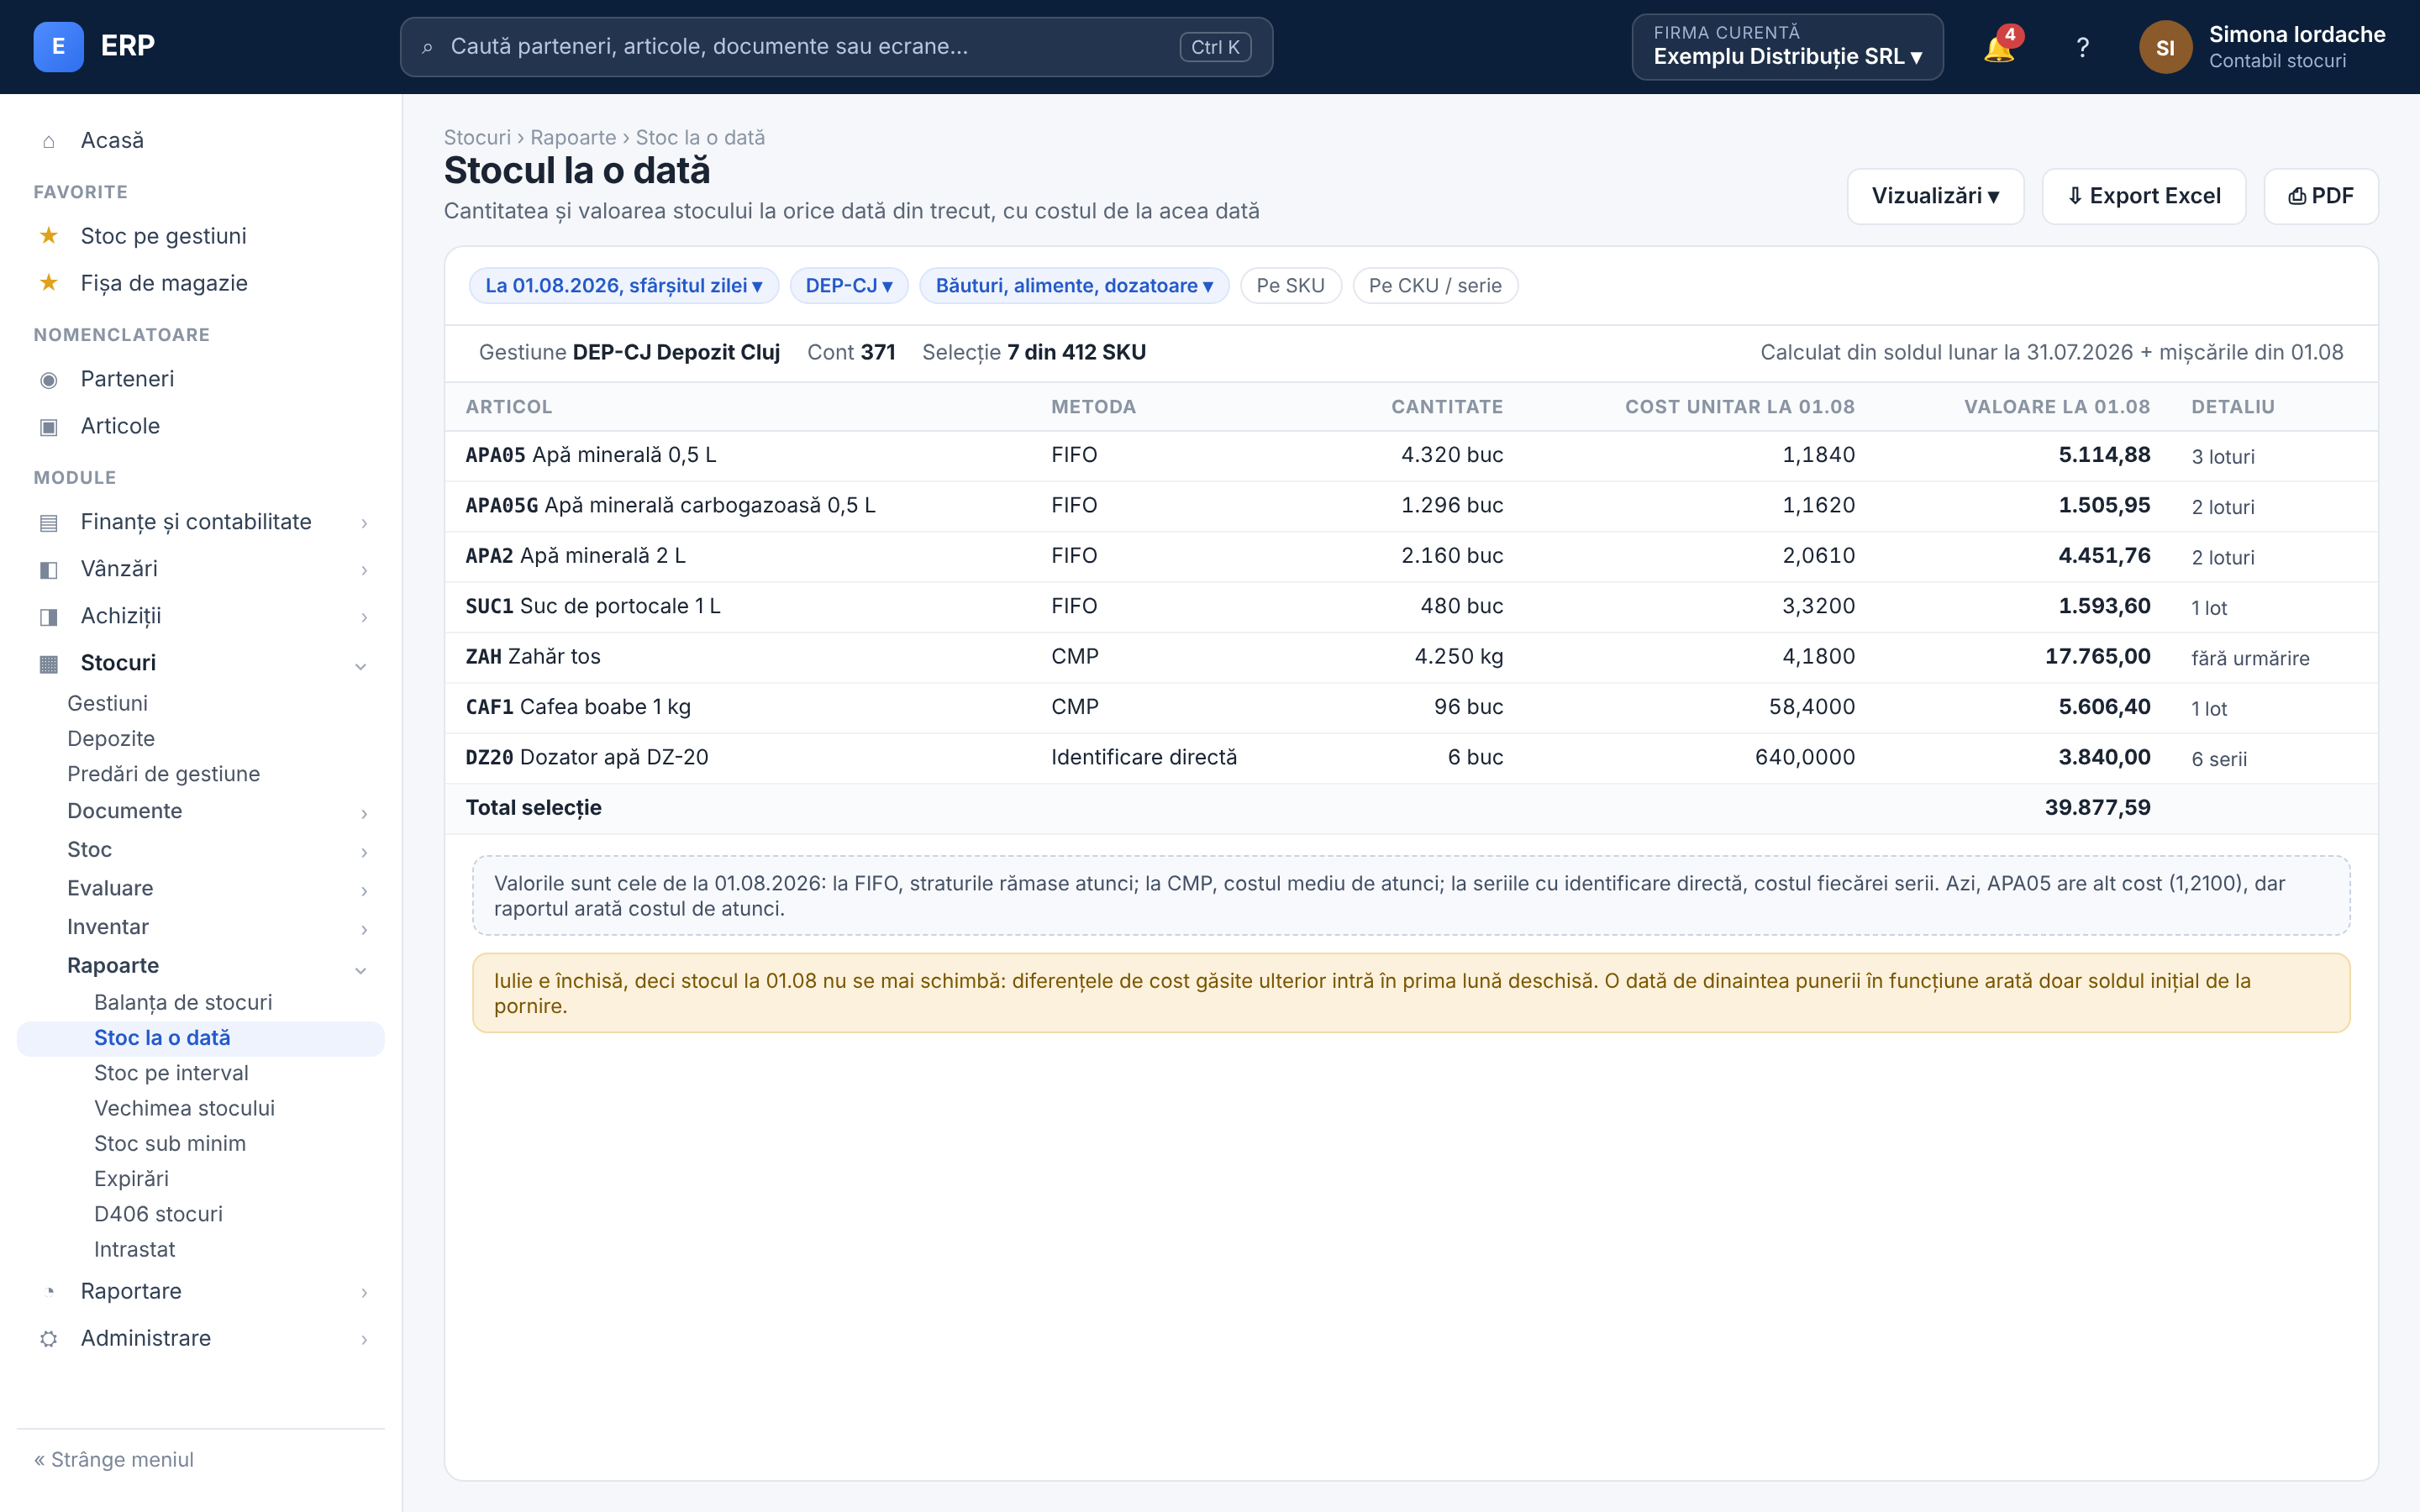 E ERP
Caută parteneri, articole, documente sau ecrane... Ctrl K
FIRMA CURENTĂ
Exemplu Distribuție SRL ▾
4
?
SI
Simona Iordache
Contabil stocuri
Acasă
FAVORITE
★ Stoc pe gestiuni
★ Fișa de magazie
NOMENCLATOARE
Parteneri
Articole
MODULE
Finanțe și contabilitate ›
Vânzări ›
Achiziții ›
Stocuri
Gestiuni
Depozite
Predări de gestiune
Documente ›
Stoc ›
Evaluare ›
Inventar ›
Rapoarte
Balanța de stocuri
Stoc la o dată
Stoc pe interval
Vechimea stocului
Stoc sub minim
Expirări
D406 stocuri
Intrastat
Raportare ›
Administrare ›
« Strânge meniul
Stocuri › Rapoarte › Stoc la o dată
Stocul la o dată
Cantitatea și valoarea stocului la orice dată din trecut, cu costul de la acea dată
Vizualizări ▾ ⇩ Export Excel ⎙ PDF
La 01.08.2026, sfârșitul zilei ▾ DEP-CJ ▾ Băuturi, alimente, dozatoare ▾ Pe SKU Pe CKU / serie
Gestiune DEP-CJ Depozit Cluj Cont 371 Selecție 7 din 412 SKU Calculat din soldul lunar la 31.07.2026 + mișcările din 01.08
ARTICOL METODA CANTITATE COST UNITAR LA 01.08 VALOARE LA 01.08 DETALIU
APA05 Apă minerală 0,5 L FIFO 4.320 buc 1,1840 5.114,88 3 loturi
APA05G Apă minerală carbogazoasă 0,5 L FIFO 1.296 buc 1,1620 1.505,95 2 loturi
APA2 Apă minerală 2 L FIFO 2.160 buc 2,0610 4.451,76 2 loturi
SUC1 Suc de portocale 1 L FIFO 480 buc 3,3200 1.593,60 1 lot
ZAH Zahăr tos CMP 4.250 kg 4,1800 17.765,00 fără urmărire
CAF1 Cafea boabe 1 kg CMP 96 buc 58,4000 5.606,40 1 lot
DZ20 Dozator apă DZ-20 Identificare directă 6 buc 640,0000 3.840,00 6 serii
Total selecție 39.877,59
Valorile sunt cele de la 01.08.2026: la FIFO, straturile rămase atunci; la CMP, costul mediu de atunci; la seriile cu identificare directă, costul fiecărei serii. Azi, APA05 are alt cost (1,2100), dar
raportul arată costul de atunci.
Iulie e închisă, deci stocul la 01.08 nu se mai schimbă: diferențele de cost găsite ulterior intră în prima lună deschisă. O dată de dinaintea punerii în funcțiune arată doar soldul inițial de la
pornire.